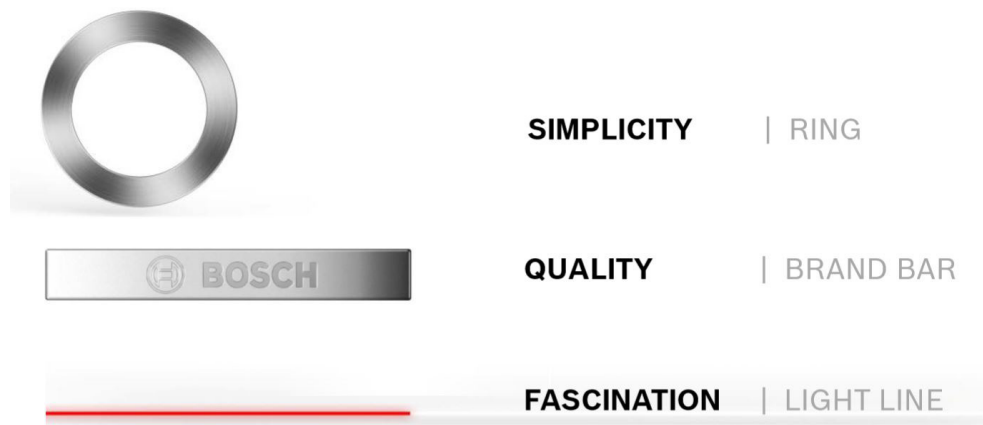 SIMPLICITY | RING
BOSCH
QUALITY | BRAND BAR
FASCINATION | LIGHT LINE